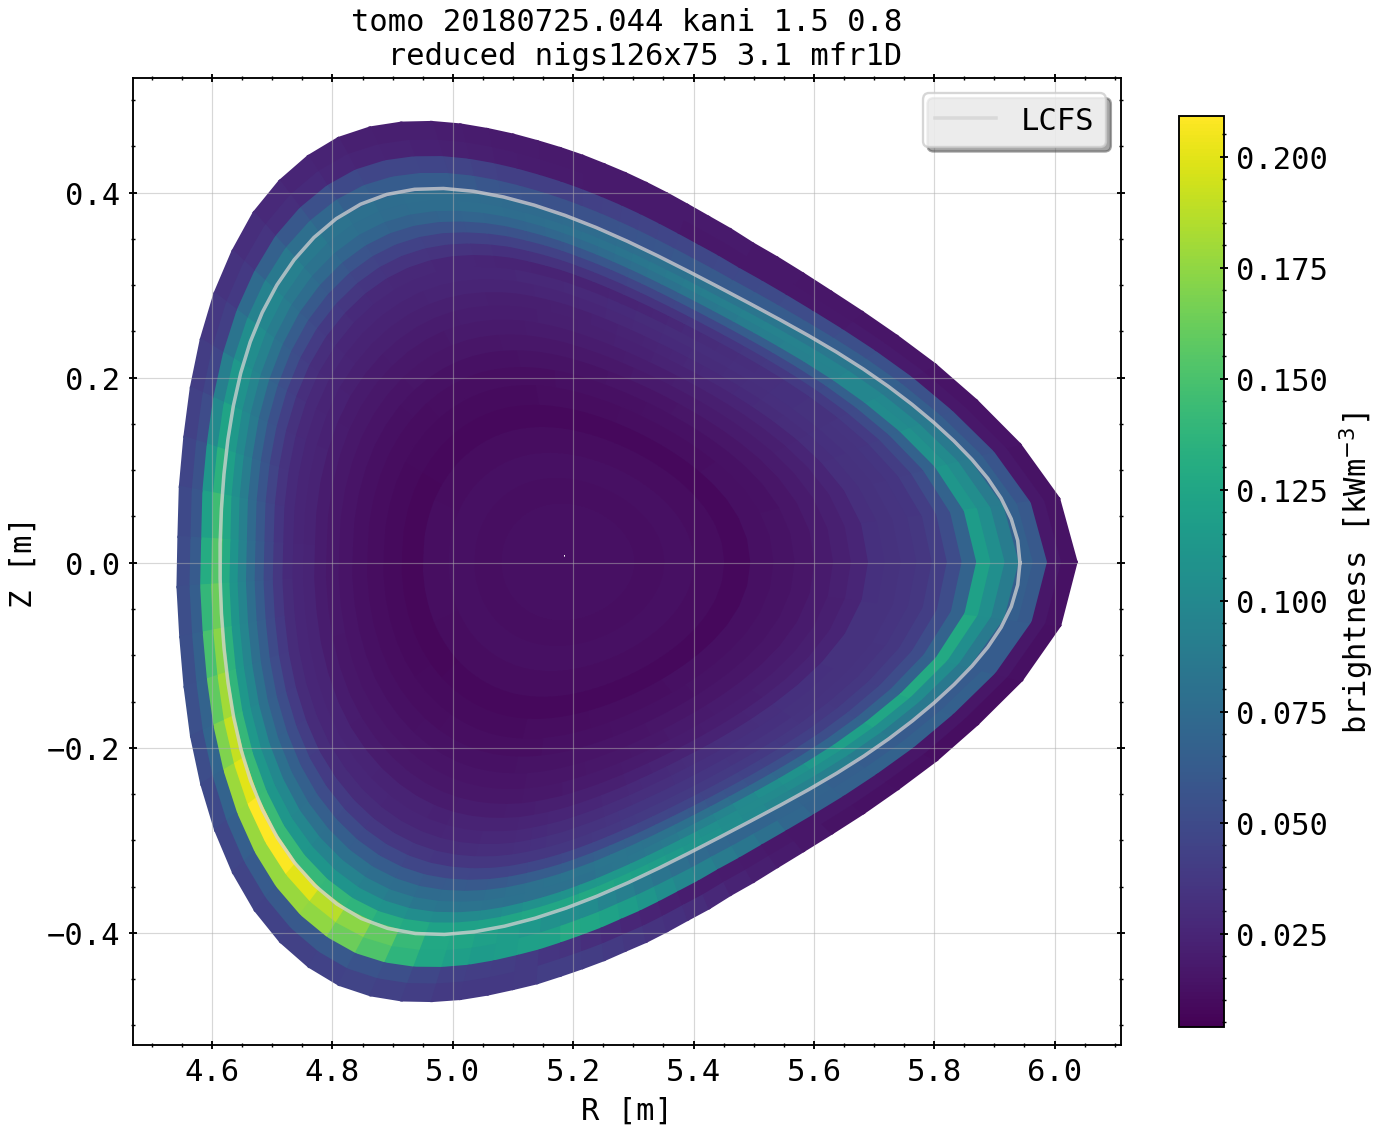 tomo 20180725.044 kani 1.5 0.8
reduced nigs126x75 3.1 mfr1D
LCFS
0.4
0.2
0.0
−0.2
−0.4
Z [m]
4.6 4.8 5.0 5.2 5.4 5.6 5.8 6.0
R [m]
0.200
0.175
0.150
0.125
0.100
0.075
0.050
0.025
brightness [kWm⁻³]